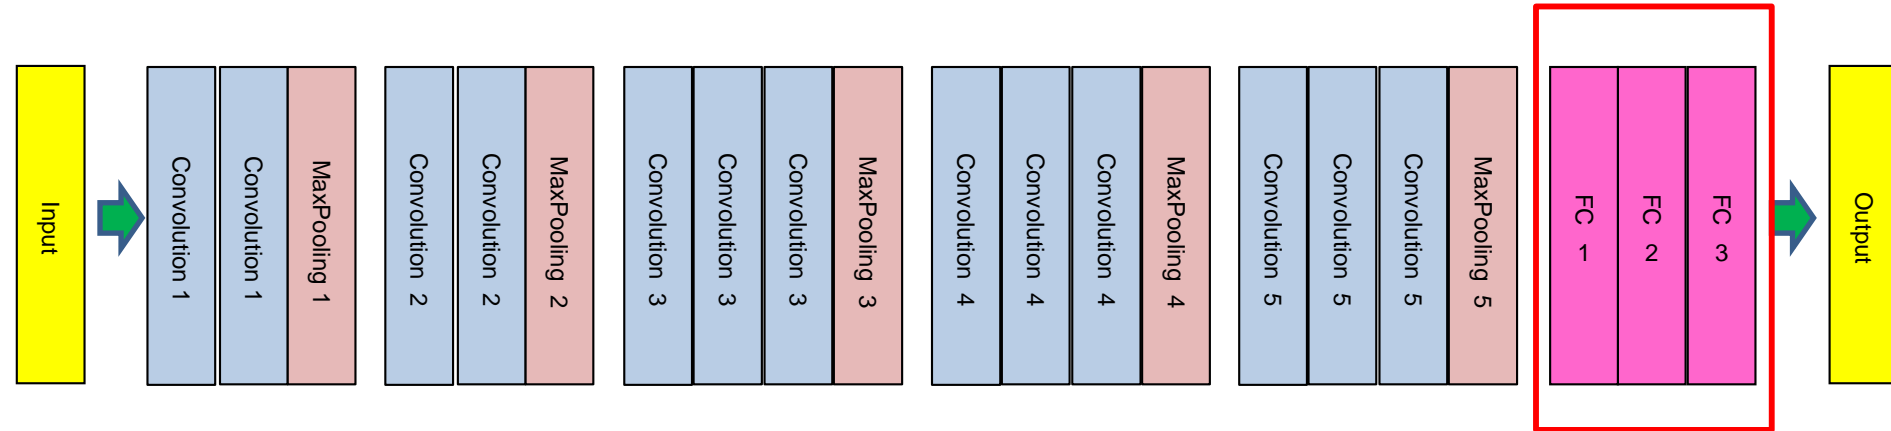 Input
Convolution 1
Convolution 1
MaxPooling 1
Convolution 2
Convolution 2
MaxPooling 2
Convolution 3
Convolution 3
Convolution 3
MaxPooling 3
Convolution 4
Convolution 4
Convolution 4
MaxPooling 4
Convolution 5
Convolution 5
Convolution 5
MaxPooling 5
FC 1
FC 2
FC 3
Output